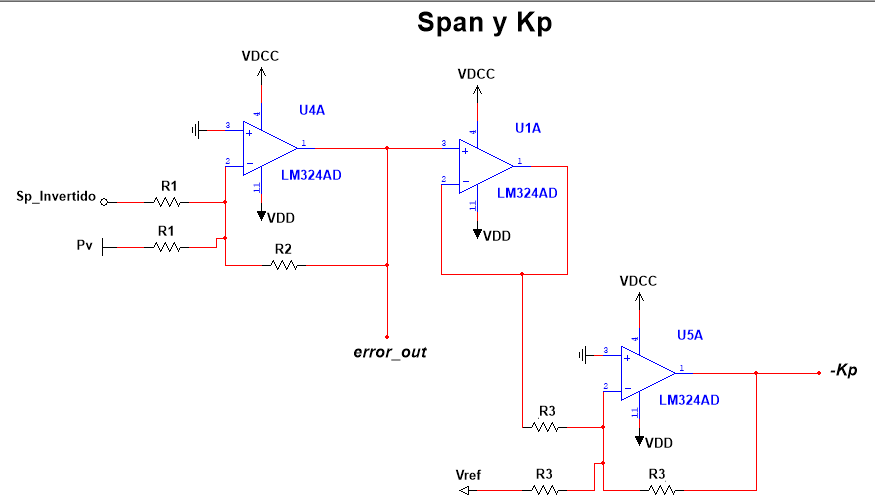 Span y Kp
VDCC
VDCC
4
U4A
3
1
2
LM324AD
11
VDD
4
U1A
3
1
2
LM324AD
11
VDD
Sp_Invertido
R1
Pv
R1
R2
error_out
VDCC
4
U5A
3
1
2
LM324AD
11
VDD
-Kp
R3
Vref
R3
R3